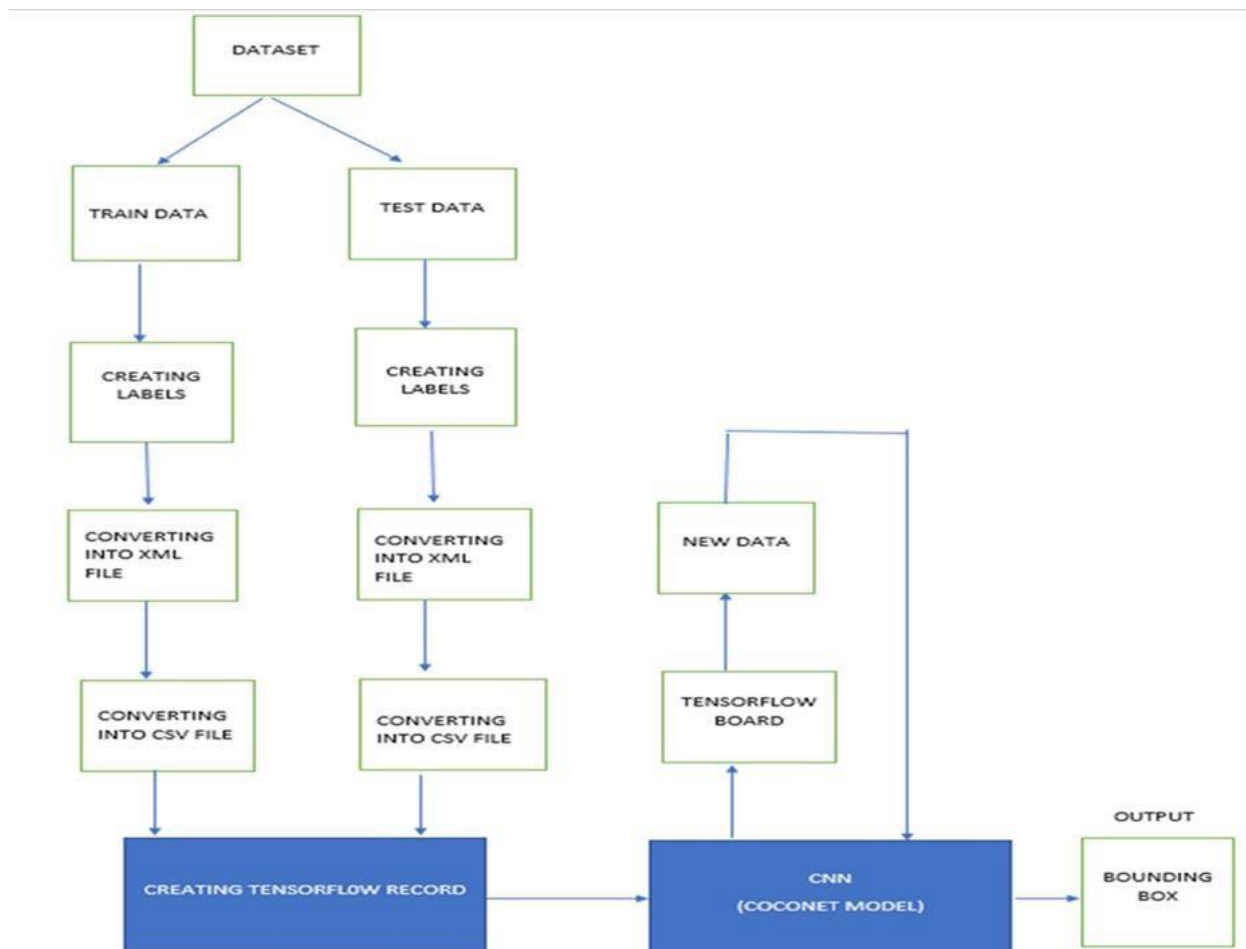 DATASET
TRAIN DATA
TEST DATA
CREATING
LABELS
CREATING
LABELS
CONVERTING
INTO XML
FILE
CONVERTING
INTO XML
FILE
NEW DATA
CONVERTING
INTO CSV FILE
CONVERTING
INTO CSV FILE
TENSORFLOW
BOARD
CREATING TENSORFL0W RECORD
CNN
(COCONET MODEL)
OUTPUT
BOUNDING
BOX